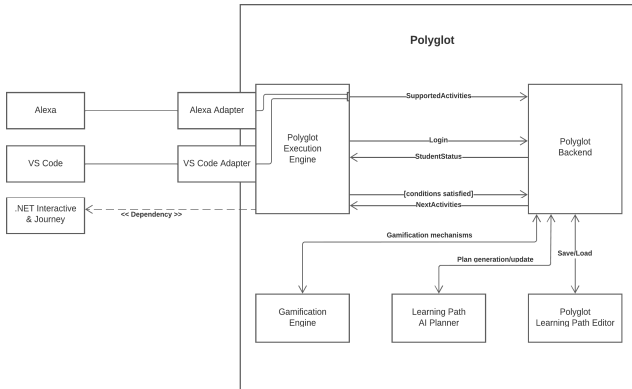 Polyglot
Alexa
Alexa Adapter
SupportedActivities
VS Code
VS Code Adapter
Polyglot
Execution
Engine
Login
StudentStatus
Polyglot
Backend
[conditions satisfied]
NextActivities
.NET Interactive
& Journey
<< Dependency >>
Gamification mechanisms
Plan generation/update
Save/Load
Gamification
Engine
Learning Path
AI Planner
Polyglot
Learning Path Editor